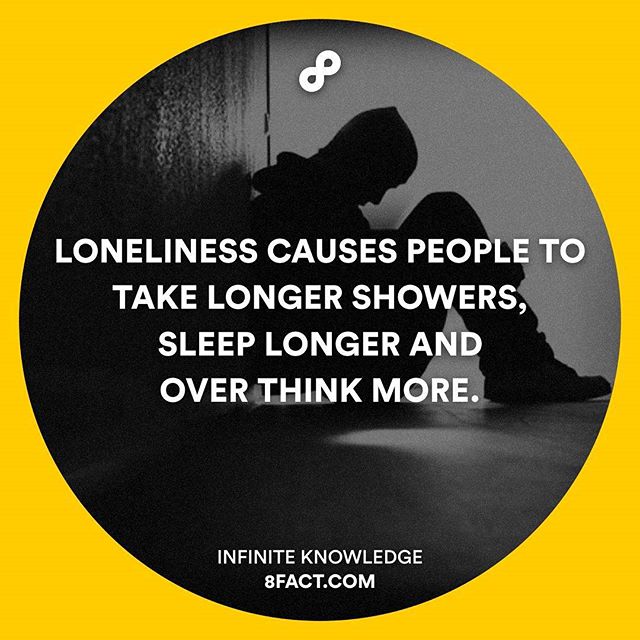 LONELINESS CAUSES PEOPLE TO
TAKE LONGER SHOWERS,
SLEEP LONGER AND
OVER THINK MORE.
INFINITE KNOWLEDGE
8FACT.COM